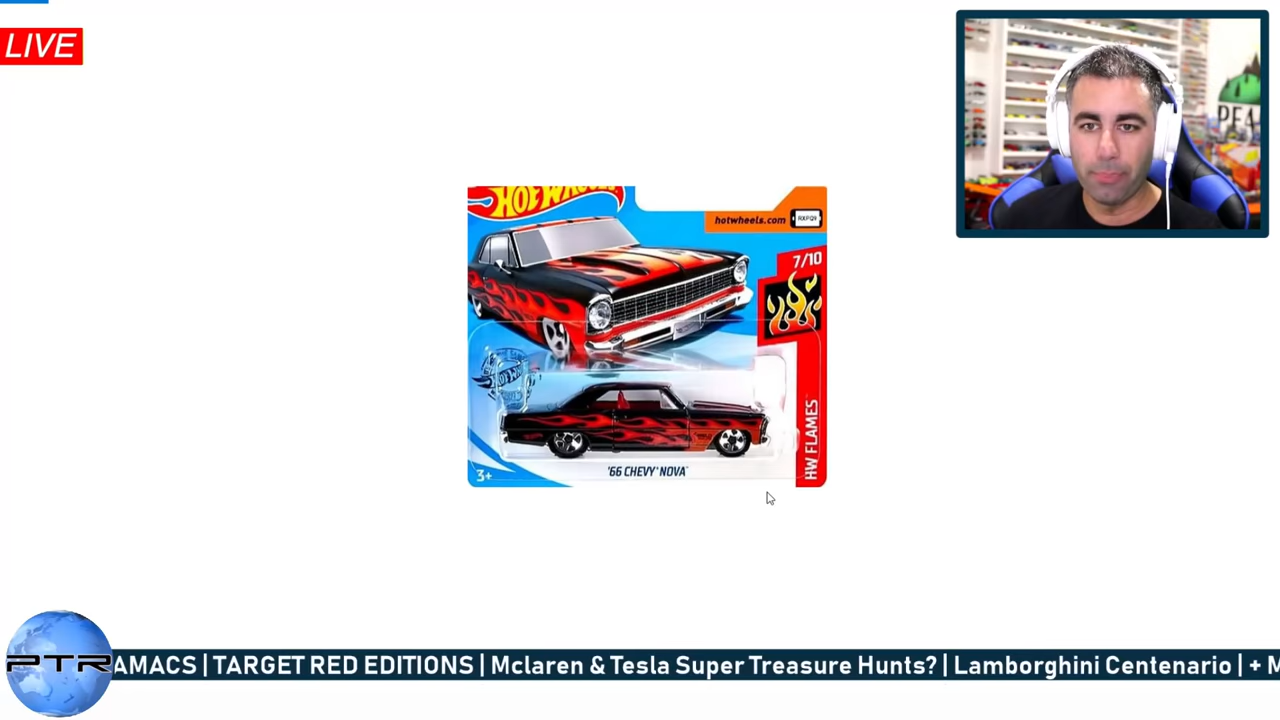 LIVE
HOT WHEELS
hotwheels.com
RXPQ9
7/10
HW FLAMES
3+
'66 CHEVY NOVA
PTR
AMACS | TARGET RED EDITIONS | Mclaren & Tesla Super Treasure Hunts? | Lamborghini Centenario | + M